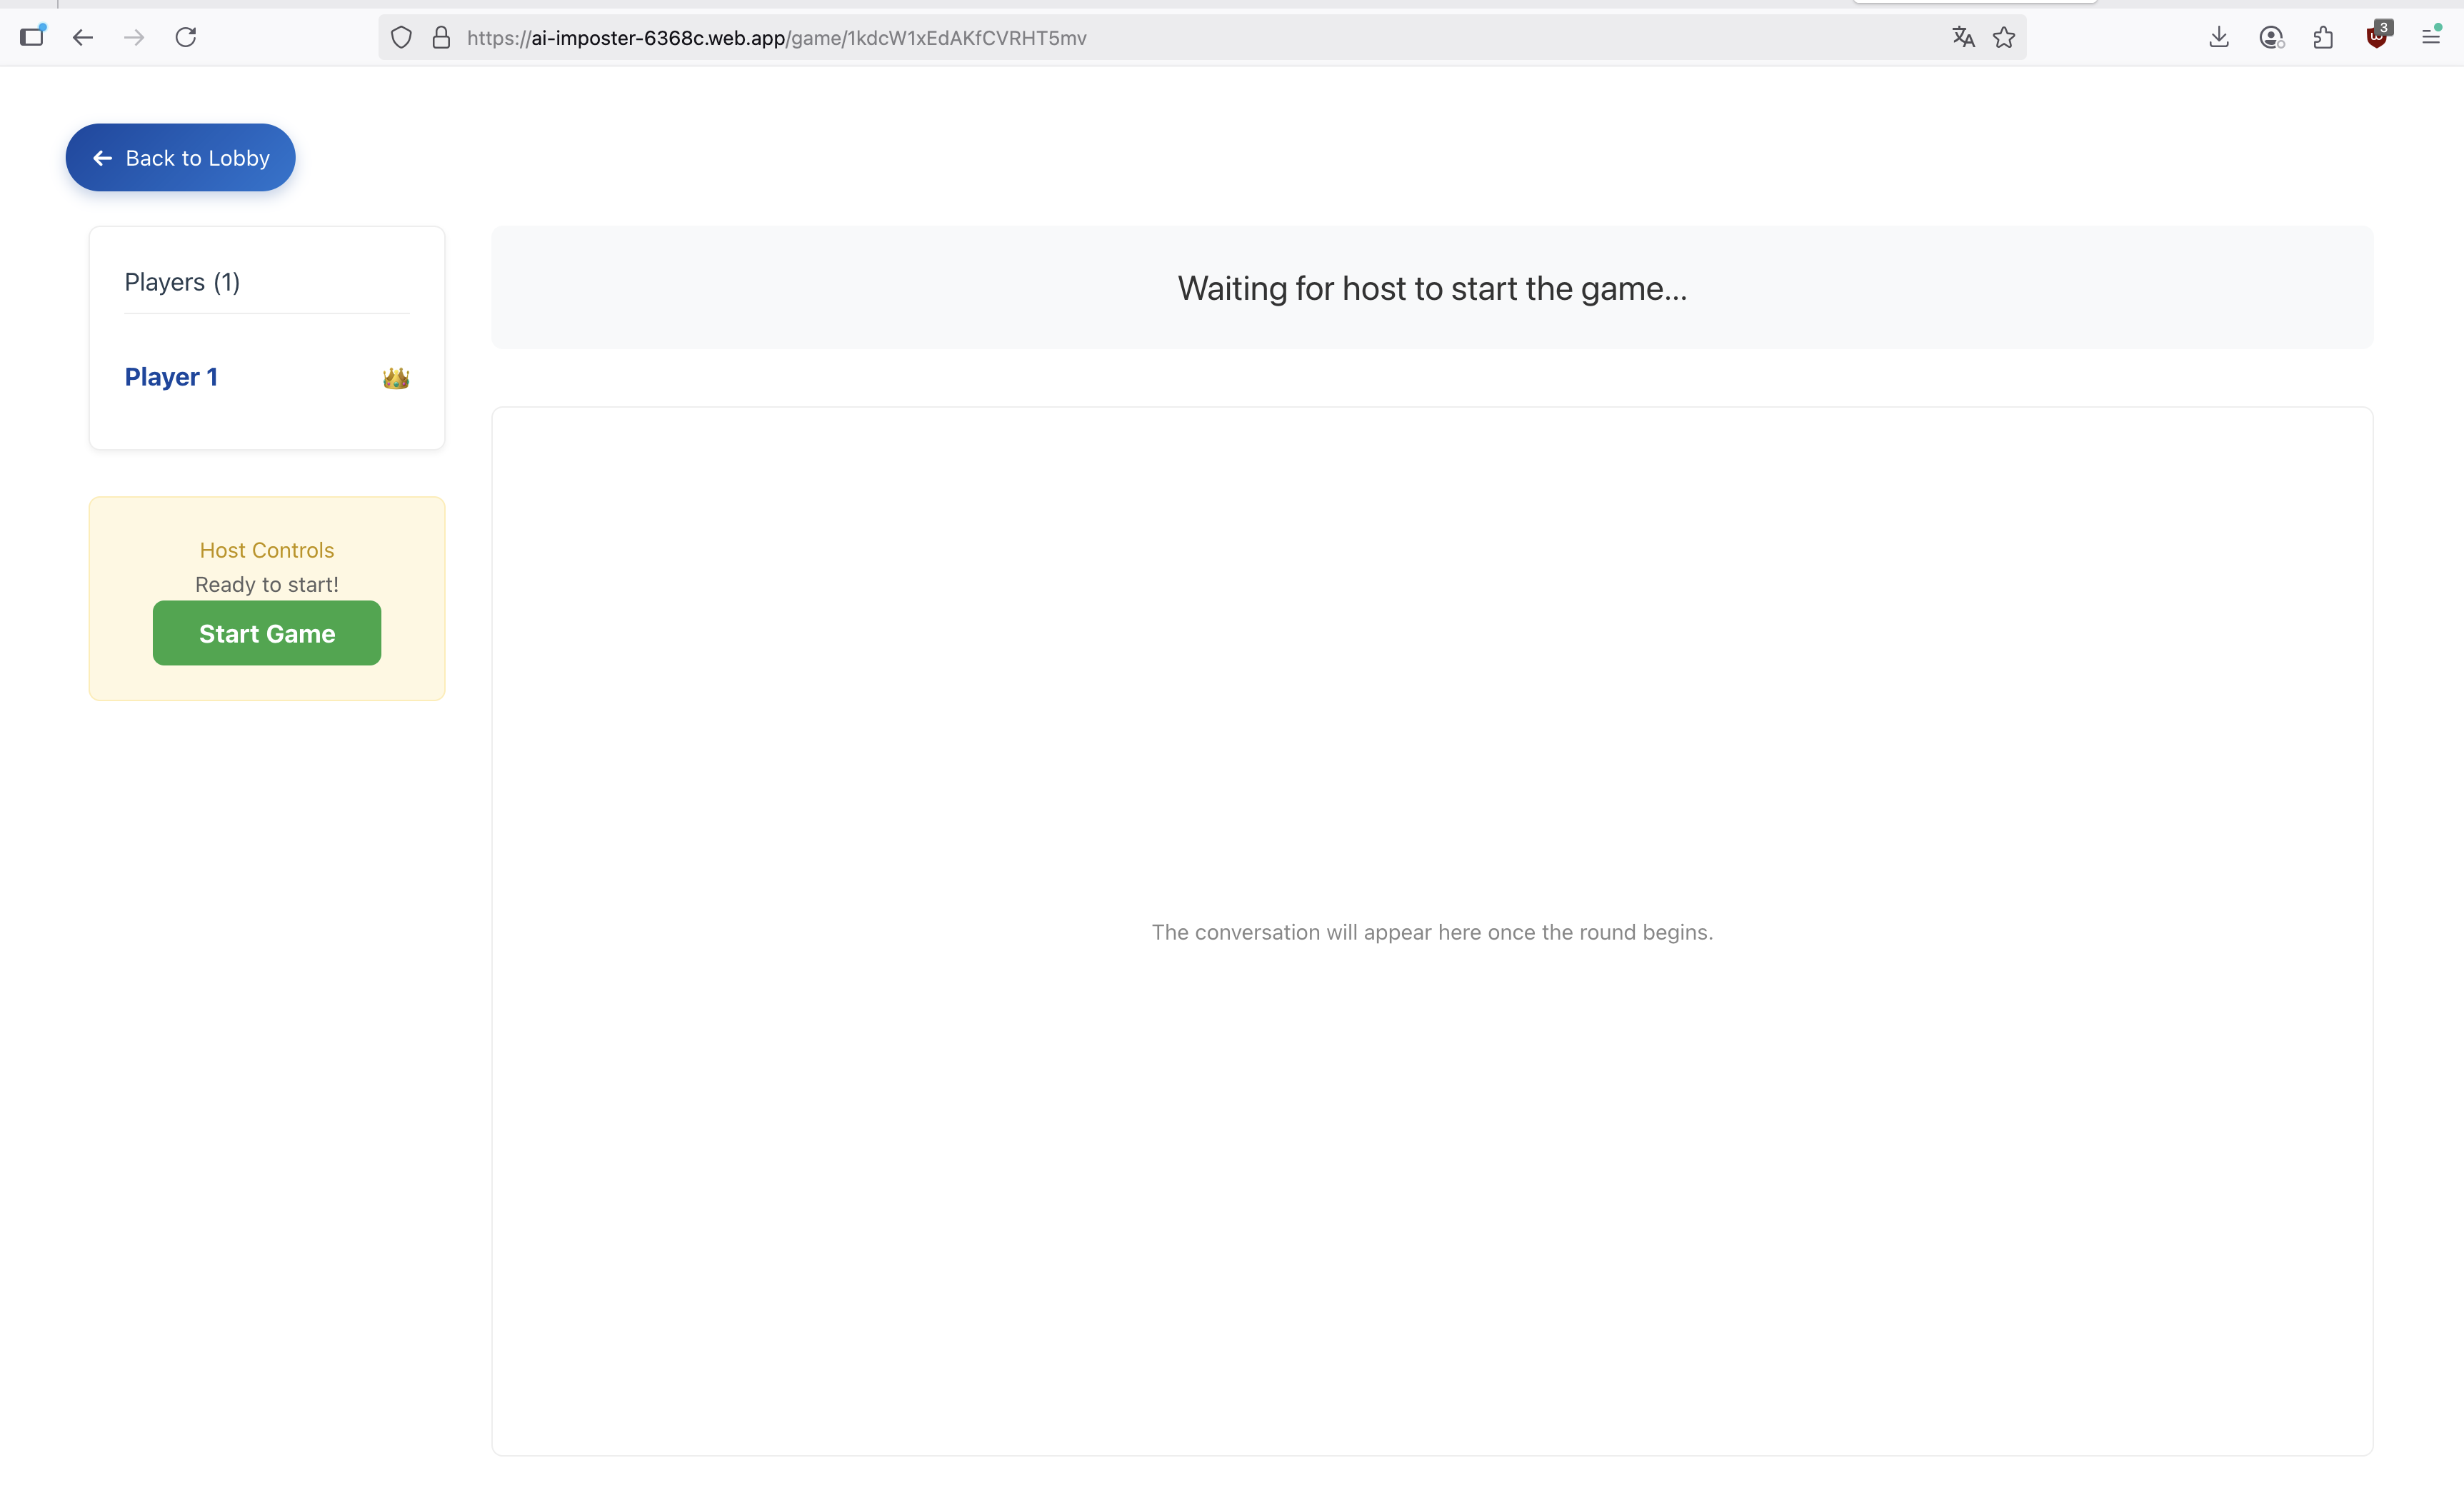 https://ai-imposter-6368c.web.app/game/1kdcW1xEdAKfCVRHT5mv
3
Back to Lobby
Players (1)
Player 1
Host Controls
Ready to start!
Start Game
Waiting for host to start the game...
The conversation will appear here once the round begins.